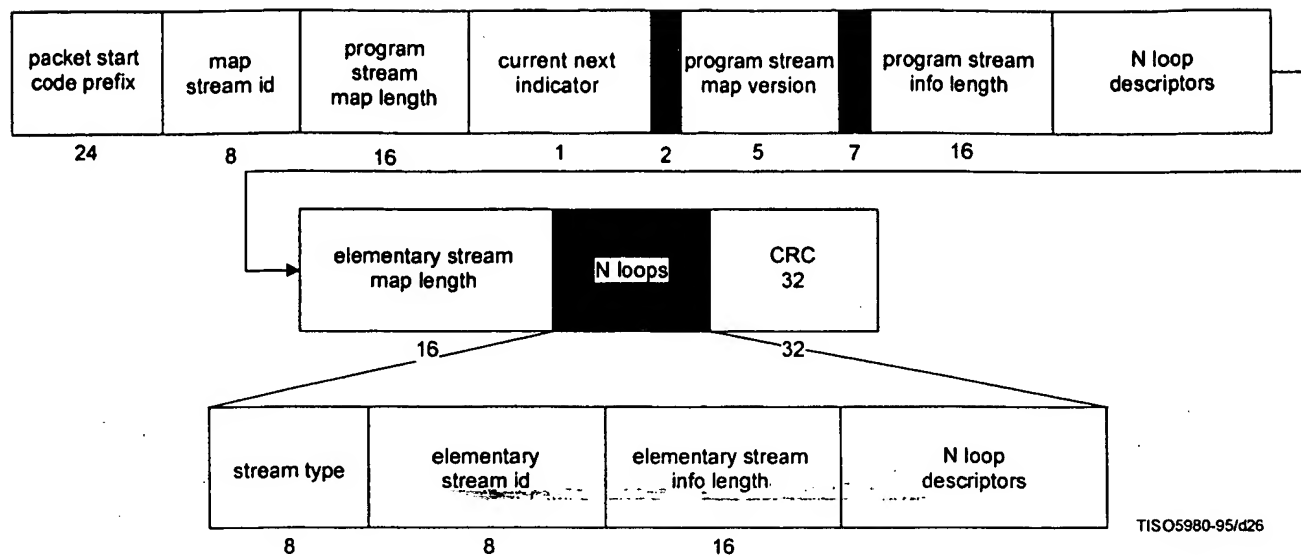 packet start
code prefix
map
stream id
program
stream
map length
current next
indicator
program stream
map version
program stream
info length
N loop
descriptors
24
8
16
1
2
5
7
16
elementary stream
map length
N loops
CRC
32
16
32
stream type
elementary
stream id
elementary stream
info length
N loop
descriptors
8
8
16
TISO5980-95/d26